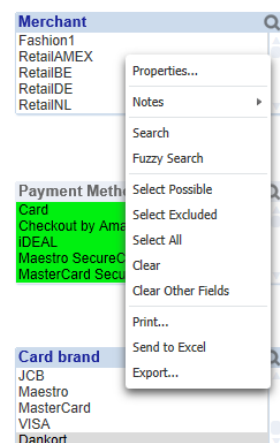 Merchant
Fashion1
RetailAMEX
RetailBE
RetailDE
RetailNL
Properties...
Notes
Search
Fuzzy Search
Select Possible
Select Excluded
Select All
Clear
Clear Other Fields
Print...
Send to Excel
Export...
Payment Meth
Card
Checkout by Ama
iDEAL
Maestro SecureC
MasterCard Secu
Card brand
JCB
Maestro
MasterCard
VISA
Dankort